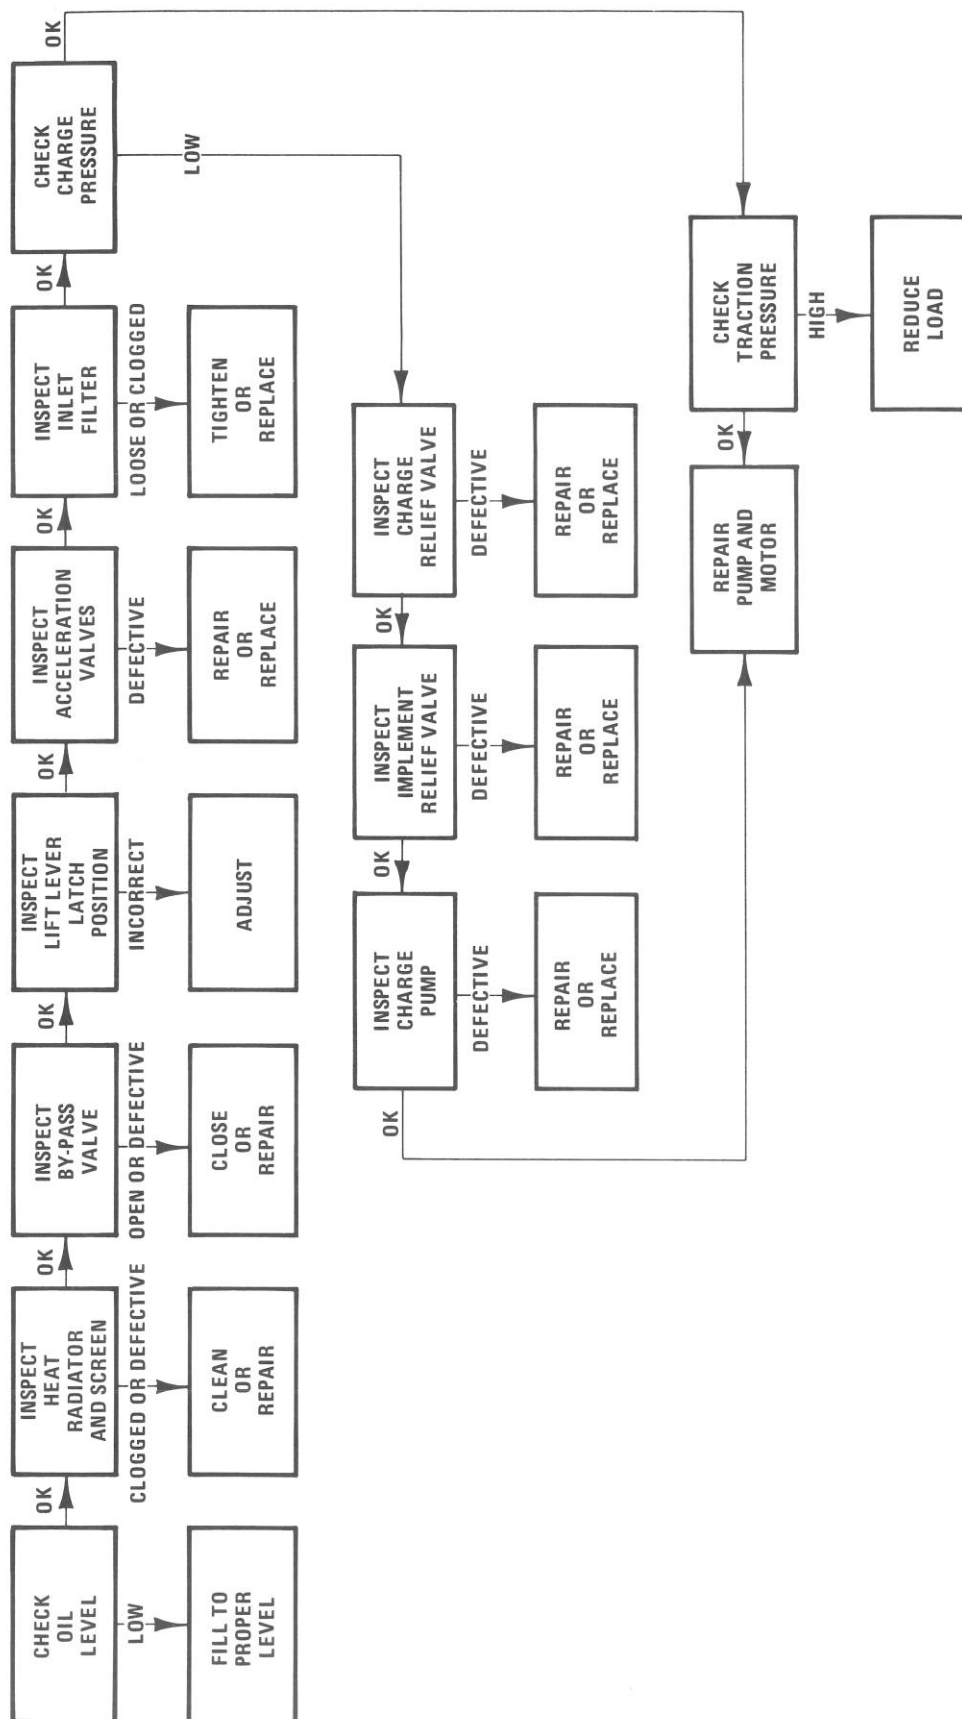 CHECK
OIL
LEVEL
OK
LOW
FILL TO
PROPER
LEVEL
INSPECT
HEAT
RADIATOR
AND SCREEN
OK
CLOGGED OR DEFECTIVE
CLEAN
OR
REPAIR
INSPECT
BY-PASS
VALVE
OK
OPEN OR DEFECTIVE
CLOSE
OR
REPAIR
INSPECT
LIFT LEVER
LATCH
POSITION
OK
INCORRECT
ADJUST
INSPECT
ACCELERATION
VALVES
OK
DEFECTIVE
REPAIR
OR
REPLACE
INSPECT
INLET
FILTER
OK
LOOSE OR CLOGGED
TIGHTEN
OR
REPLACE
CHECK
CHARGE
PRESSURE
OK
LOW
INSPECT
CHARGE
RELIEF VALVE
OK
DEFECTIVE
REPAIR
OR
REPLACE
INSPECT
IMPLEMENT
RELIEF VALVE
OK
DEFECTIVE
REPAIR
OR
REPLACE
INSPECT
CHARGE
PUMP
OK
DEFECTIVE
REPAIR
OR
REPLACE
CHECK
TRACTION
PRESSURE
OK
HIGH
REDUCE
LOAD
REPAIR
PUMP AND
MOTOR